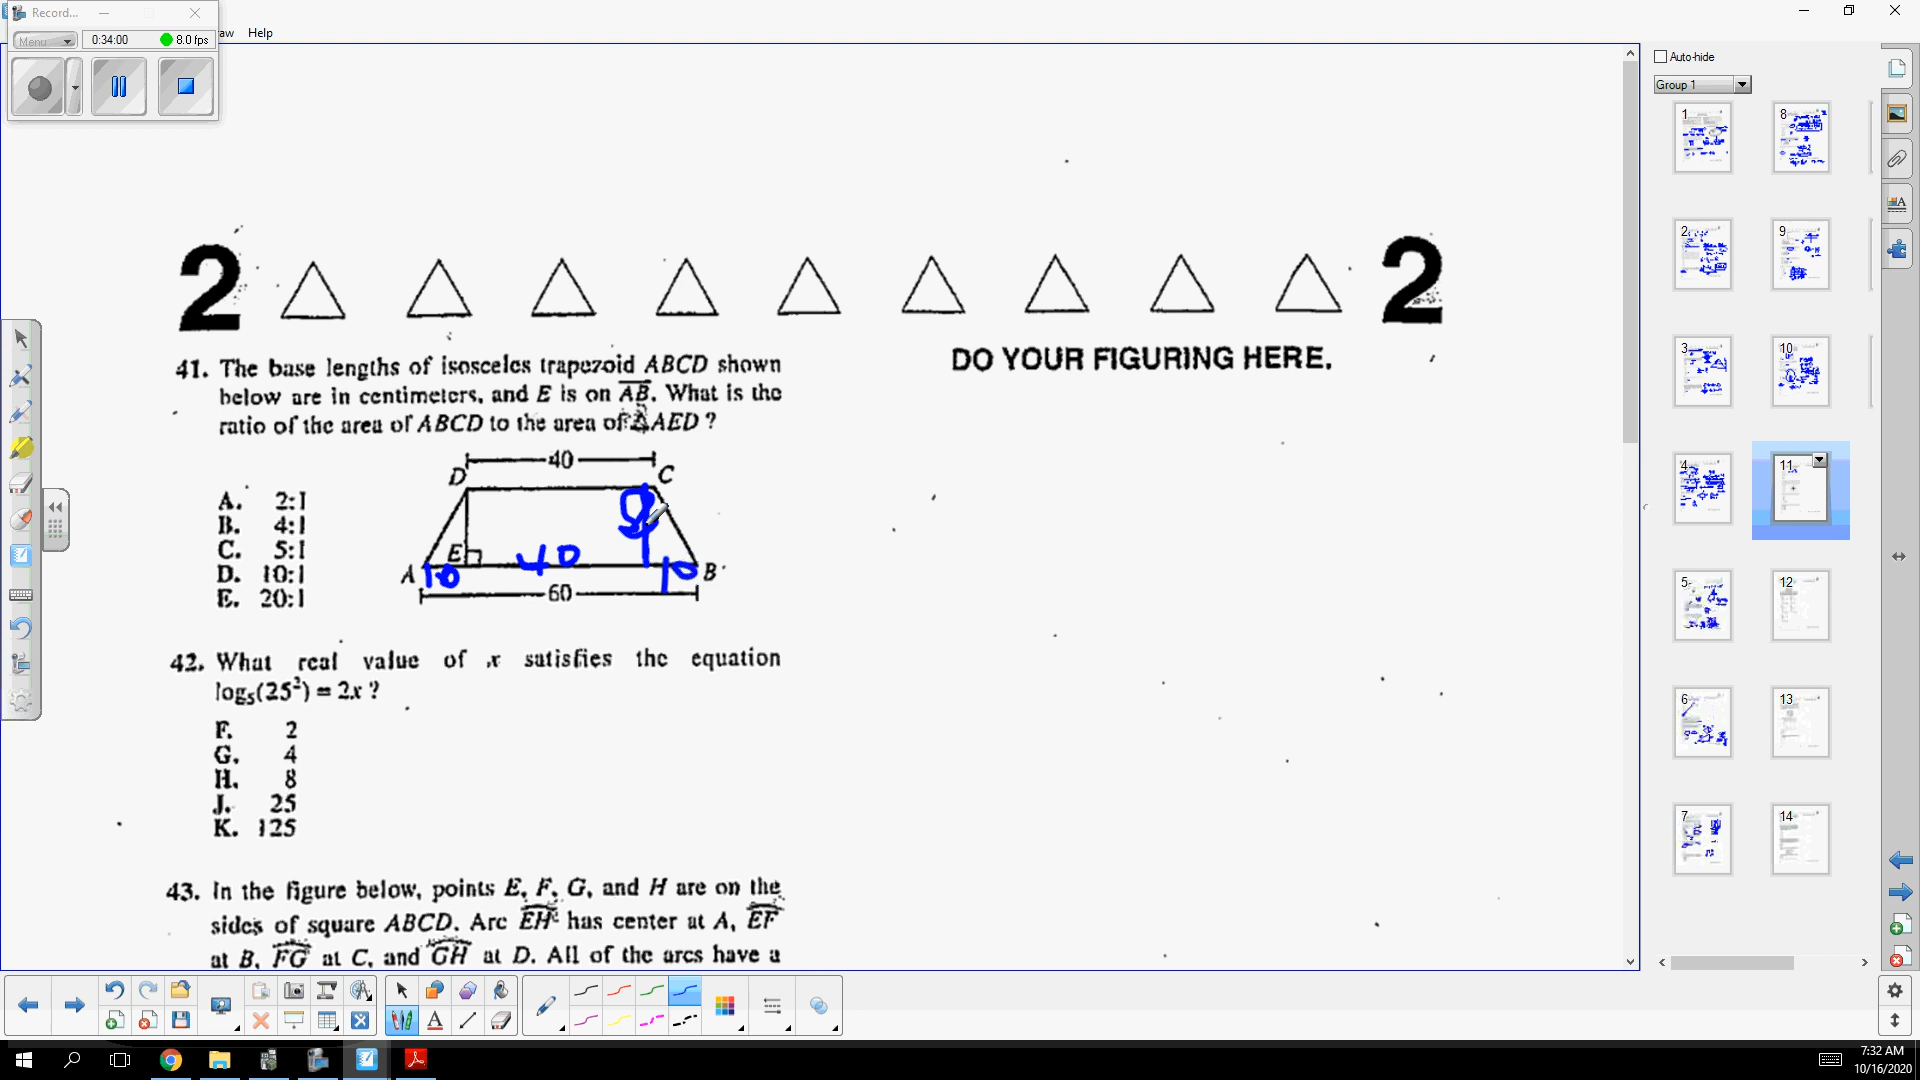 Record...
Menu
0:34:00
8.0 fps
aw Help
Auto-hide
Group 1
2
2
DO YOUR FIGURING HERE.
41. The base lengths of isosceles trapezoid ABCD shown
below are in centimeters, and E is on AB. What is the
ratio of the area of ABCD to the area of △AED ?
A. 2:1
B. 4:1
C. 5:1
D. 10:1
E. 20:1
40
D
C
E
40
A
10
10
B
60
42. What real value of x satisfies the equation
log₅(25²) = 2x ?
F. 2
G. 4
H. 8
J. 25
K. 125
43. In the figure below, points E, F, G, and H are on the
sides of square ABCD. Arc EH has center at A, EF
at B, FG at C, and GH at D. All of the arcs have a
1
8
2
9
3
10
4
11
5
12
6
13
7
14
7:32 AM
10/16/2020